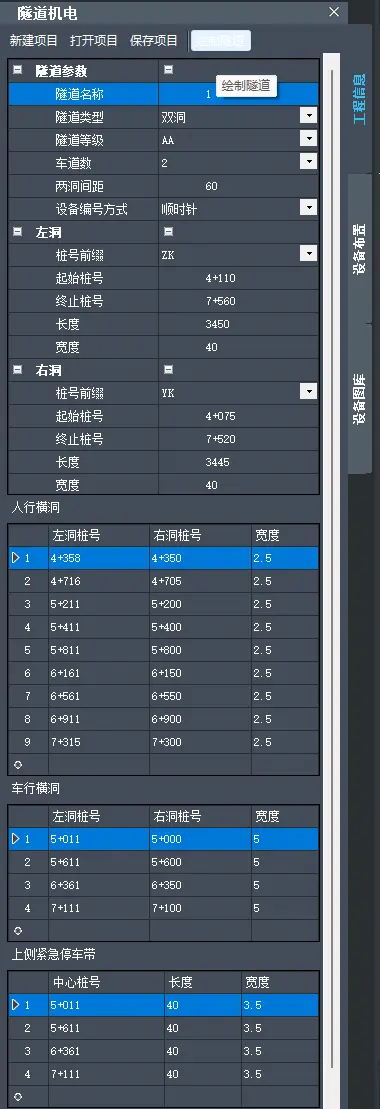 隧道机电
新建项目 打开项目 保存项目 绘制隧道
绘制隧道
隧道参数
隧道名称 1
隧道类型 双洞
隧道等级 AA
车道数 2
两洞间距 60
设备编号方式 顺时针
左洞
桩号前缀 ZK
起始桩号 4+110
终止桩号 7+560
长度 3450
宽度 40
右洞
桩号前缀 YK
起始桩号 4+075
终止桩号 7+520
长度 3445
宽度 40
人行横洞
左洞桩号 右洞桩号 宽度
1 4+358 4+350 2.5
2 4+716 4+705 2.5
3 5+211 5+200 2.5
4 5+411 5+400 2.5
5 5+811 5+800 2.5
6 6+161 6+150 2.5
7 6+561 6+550 2.5
8 6+911 6+900 2.5
9 7+315 7+300 2.5
车行横洞
左洞桩号 右洞桩号 宽度
1 5+011 5+000 5
2 5+611 5+600 5
3 6+361 6+350 5
4 7+111 7+100 5
上侧紧急停车带
中心桩号 长度 宽度
1 5+011 40 3.5
2 5+611 40 3.5
3 6+361 40 3.5
4 7+111 40 3.5
工程信息
设备布置
设备图库